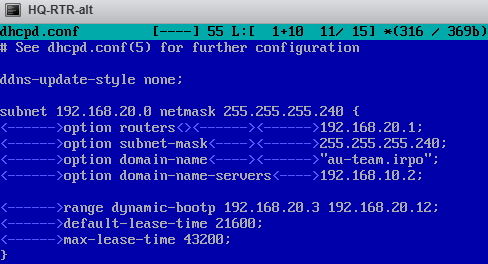 HQ-RTR-alt
dhcpd.conf [----] 55 L:[ 1+10 11/ 15] *(316 / 369b)
# See dhcpd.conf(5) for further configuration
ddns-update-style none;
subnet 192.168.20.0 netmask 255.255.255.240 {
<------>option routers<><------><------>192.168.20.1;
<------>option subnet-mask<----><------>255.255.255.240;
<------>option domain-name<----><------>"au-team.irpo";
<------>option domain-name-servers<---->192.168.10.2;
<------>range dynamic-bootp 192.168.20.3 192.168.20.12;
<------>default-lease-time 21600;
<------>max-lease-time 43200;
}